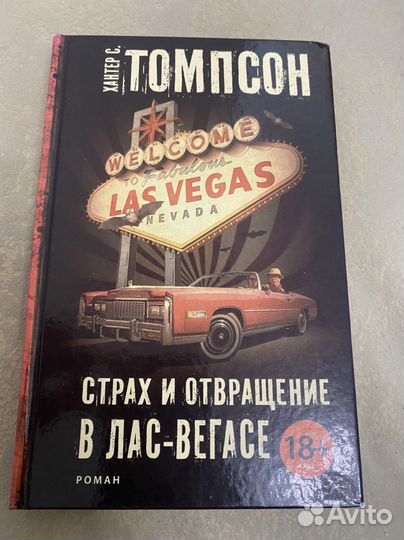 ХАНТЕР С.
ТОМПСОН
WELCOME
TO Fabulous
LAS VEGAS
NEVADA
СТРАХ И ОТВРАЩЕНИЕ
В ЛАС-ВЕГАСЕ
18+
РОМАН
Avito